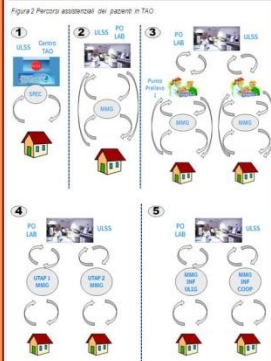 Figura 2 Percorsi assistenziali dei pazienti in TAO
1
ULSS Centro TAO
SPEC
2
PO LAB ULSS
MMG
3
PO LAB ULSS
Punto Prelievi
MMG
MMG
4
PO LAB ULSS
UTAP 1 MMG
UTAP 2 MMG
5
PO LAB ULSS
MMG INF ULSS
MMG INF COOP